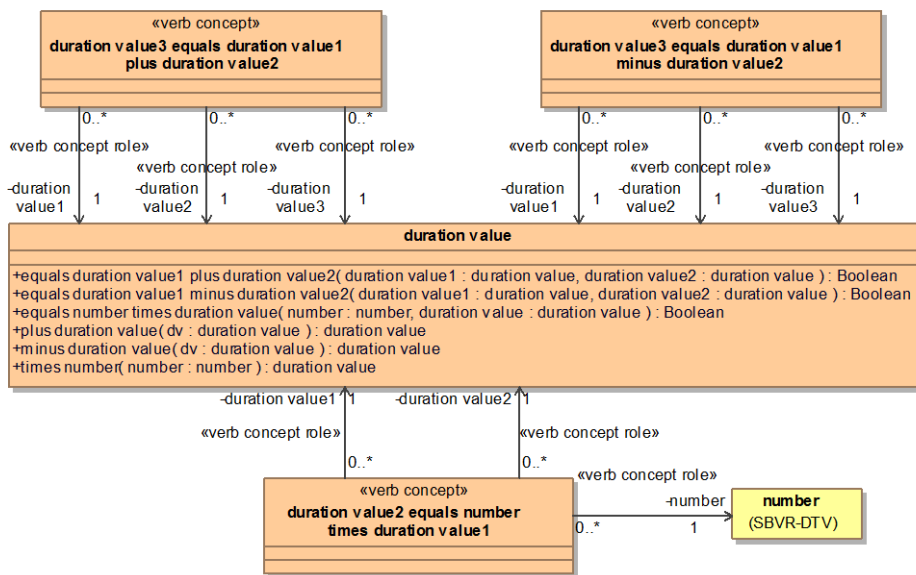 «verb concept»
duration value3 equals duration value1
plus duration value2
«verb concept»
duration value3 equals duration value1
minus duration value2
0..* 0..* 0..* 0..* 0..* 0..*
«verb concept role» «verb concept role» «verb concept role» «verb concept role»
«verb concept role» «verb concept role»
-duration
value1
1
-duration
value2
1
-duration
value3
1
-duration
value1
1
-duration
value2
1
-duration
value3
1
duration value
+equals duration value1 plus duration value2( duration value1 : duration value, duration value2 : duration value ) : Boolean
+equals duration value1 minus duration value2( duration value1 : duration value, duration value2 : duration value ) : Boolean
+equals number times duration value( number : number, duration value : duration value ) : Boolean
+plus duration value( dv : duration value ) : duration value
+minus duration value( dv : duration value ) : duration value
+times number( number : number ) : duration value
-duration value1 1 -duration value2 1
«verb concept role» «verb concept role»
0..* 0..*
«verb concept role»
«verb concept»
duration value2 equals number
times duration value1
-number
0..* 1
number
(SBVR-DTV)